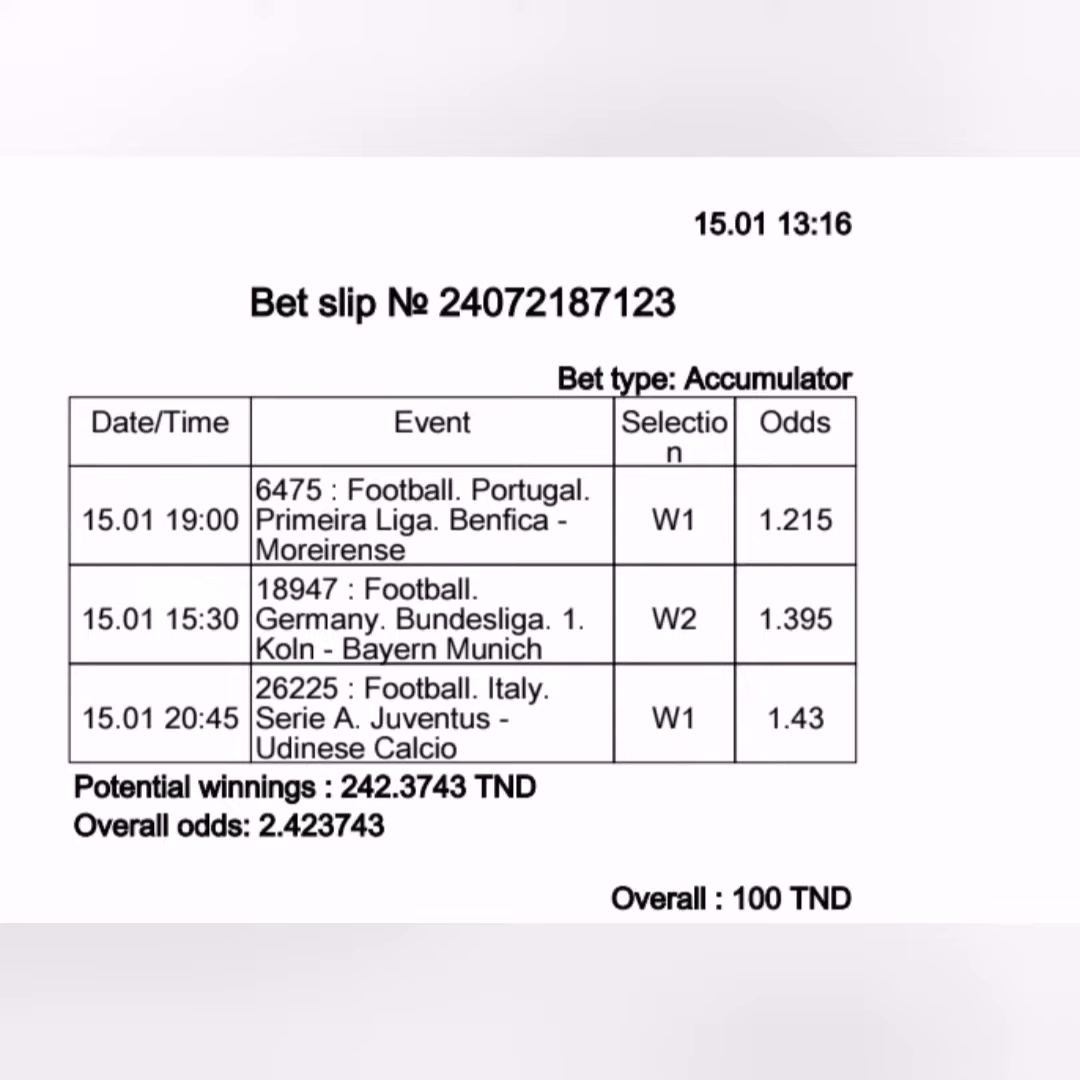 15.01 13:16
Bet slip № 24072187123
Bet type: Accumulator
Date/Time Event Selectio Odds
n
6475 : Football. Portugal.
15.01 19:00 Primeira Liga. Benfica - W1 1.215
Moreirense
18947 : Football.
15.01 15:30 Germany. Bundesliga. 1. W2 1.395
Koln - Bayern Munich
26225 : Football. Italy.
15.01 20:45 Serie A. Juventus - W1 1.43
Udinese Calcio
Potential winnings : 242.3743 TND
Overall odds: 2.423743
Overall : 100 TND